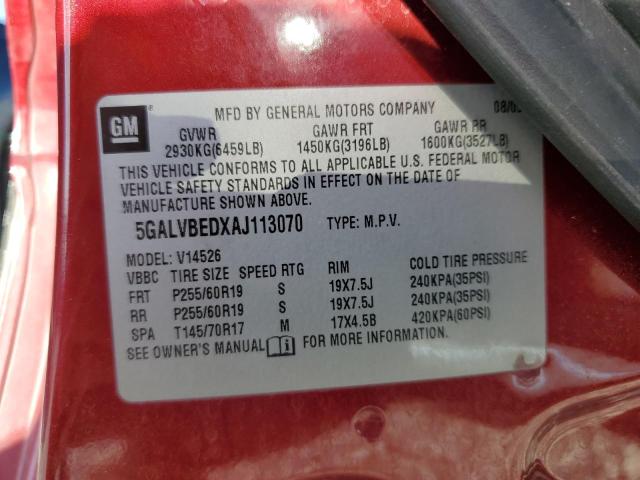 GM ®
MFD BY GENERAL MOTORS COMPANY
GVWR GAWR FRT GAWR RR
2930KG(6459LB) 1450KG(3196LB) 1600KG(3527LB)
THIS VEHICLE CONFORMS TO ALL APPLICABLE U.S. FEDERAL MOTOR
VEHICLE SAFETY STANDARDS IN EFFECT ON THE DATE OF
MANUFACTURE SHOWN ABOVE.
5GALVBEDXAJ113070 TYPE: M.P.V.
MODEL: V14526
VBBC TIRE SIZE SPEED RTG RIM COLD TIRE PRESSURE
FRT P255/60R19 S 19X7.5J 240KPA(35PSI)
RR P255/60R19 S 19X7.5J 240KPA(35PSI)
SPA T145/70R17 M 17X4.5B 420KPA(60PSI)
SEE OWNER'S MANUAL FOR MORE INFORMATION.